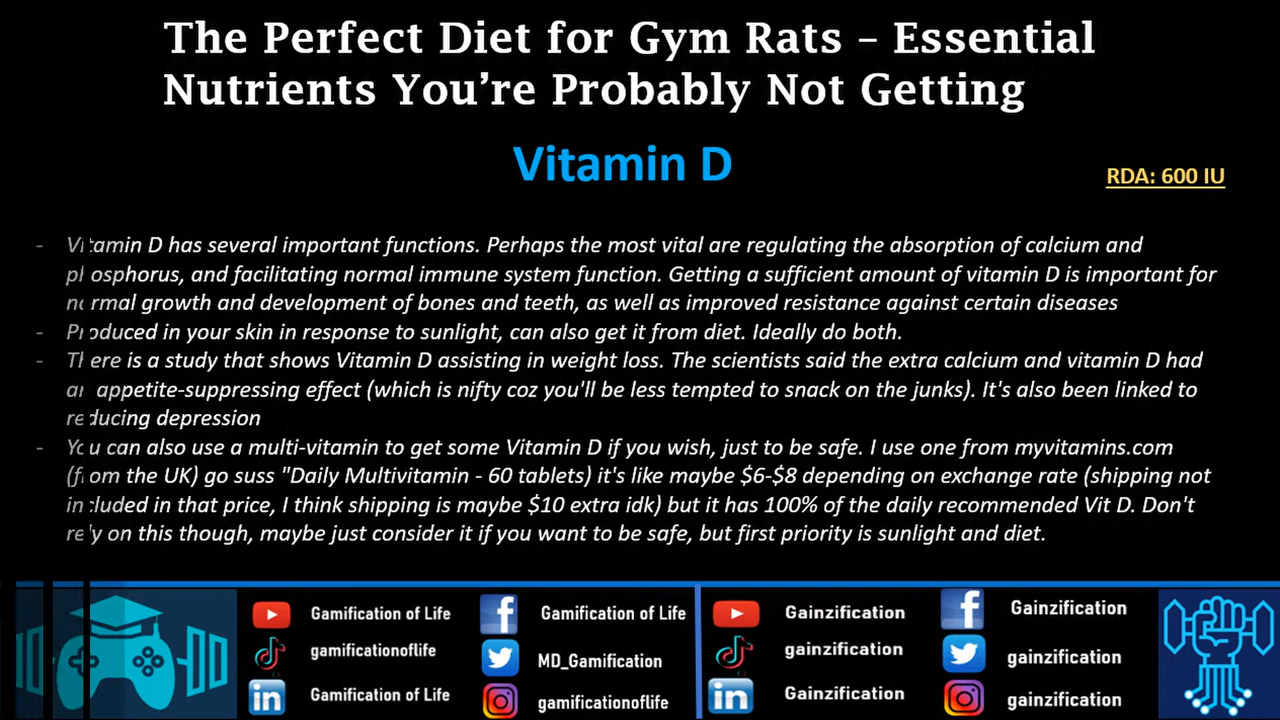 The Perfect Diet for Gym Rats – Essential
Nutrients You're Probably Not Getting
Vitamin D
RDA: 600 IU
- Vitamin D has several important functions. Perhaps the most vital are regulating the absorption of calcium and
phosphorus, and facilitating normal immune system function. Getting a sufficient amount of vitamin D is important for
normal growth and development of bones and teeth, as well as improved resistance against certain diseases
- Produced in your skin in response to sunlight, can also get it from diet. Ideally do both.
- There is a study that shows Vitamin D assisting in weight loss. The scientists said the extra calcium and vitamin D had
an appetite-suppressing effect (which is nifty coz you'll be less tempted to snack on the junks). It's also been linked to
reducing depression
- You can also use a multi-vitamin to get some Vitamin D if you wish, just to be safe. I use one from myvitamins.com
(from the UK) go suss "Daily Multivitamin - 60 tablets) it's like maybe $6-$8 depending on exchange rate (shipping not
included in that price, I think shipping is maybe $10 extra idk) but it has 100% of the daily recommended Vit D. Don't
rely on this though, maybe just consider it if you want to be safe, but first priority is sunlight and diet.
Gamification of Life
Gamification of Life
Gainzification
Gainzification
gamificationoflife
MD_Gamification
gainzification
gainzification
Gamification of Life
gamificationoflife
Gainzification
gainzification